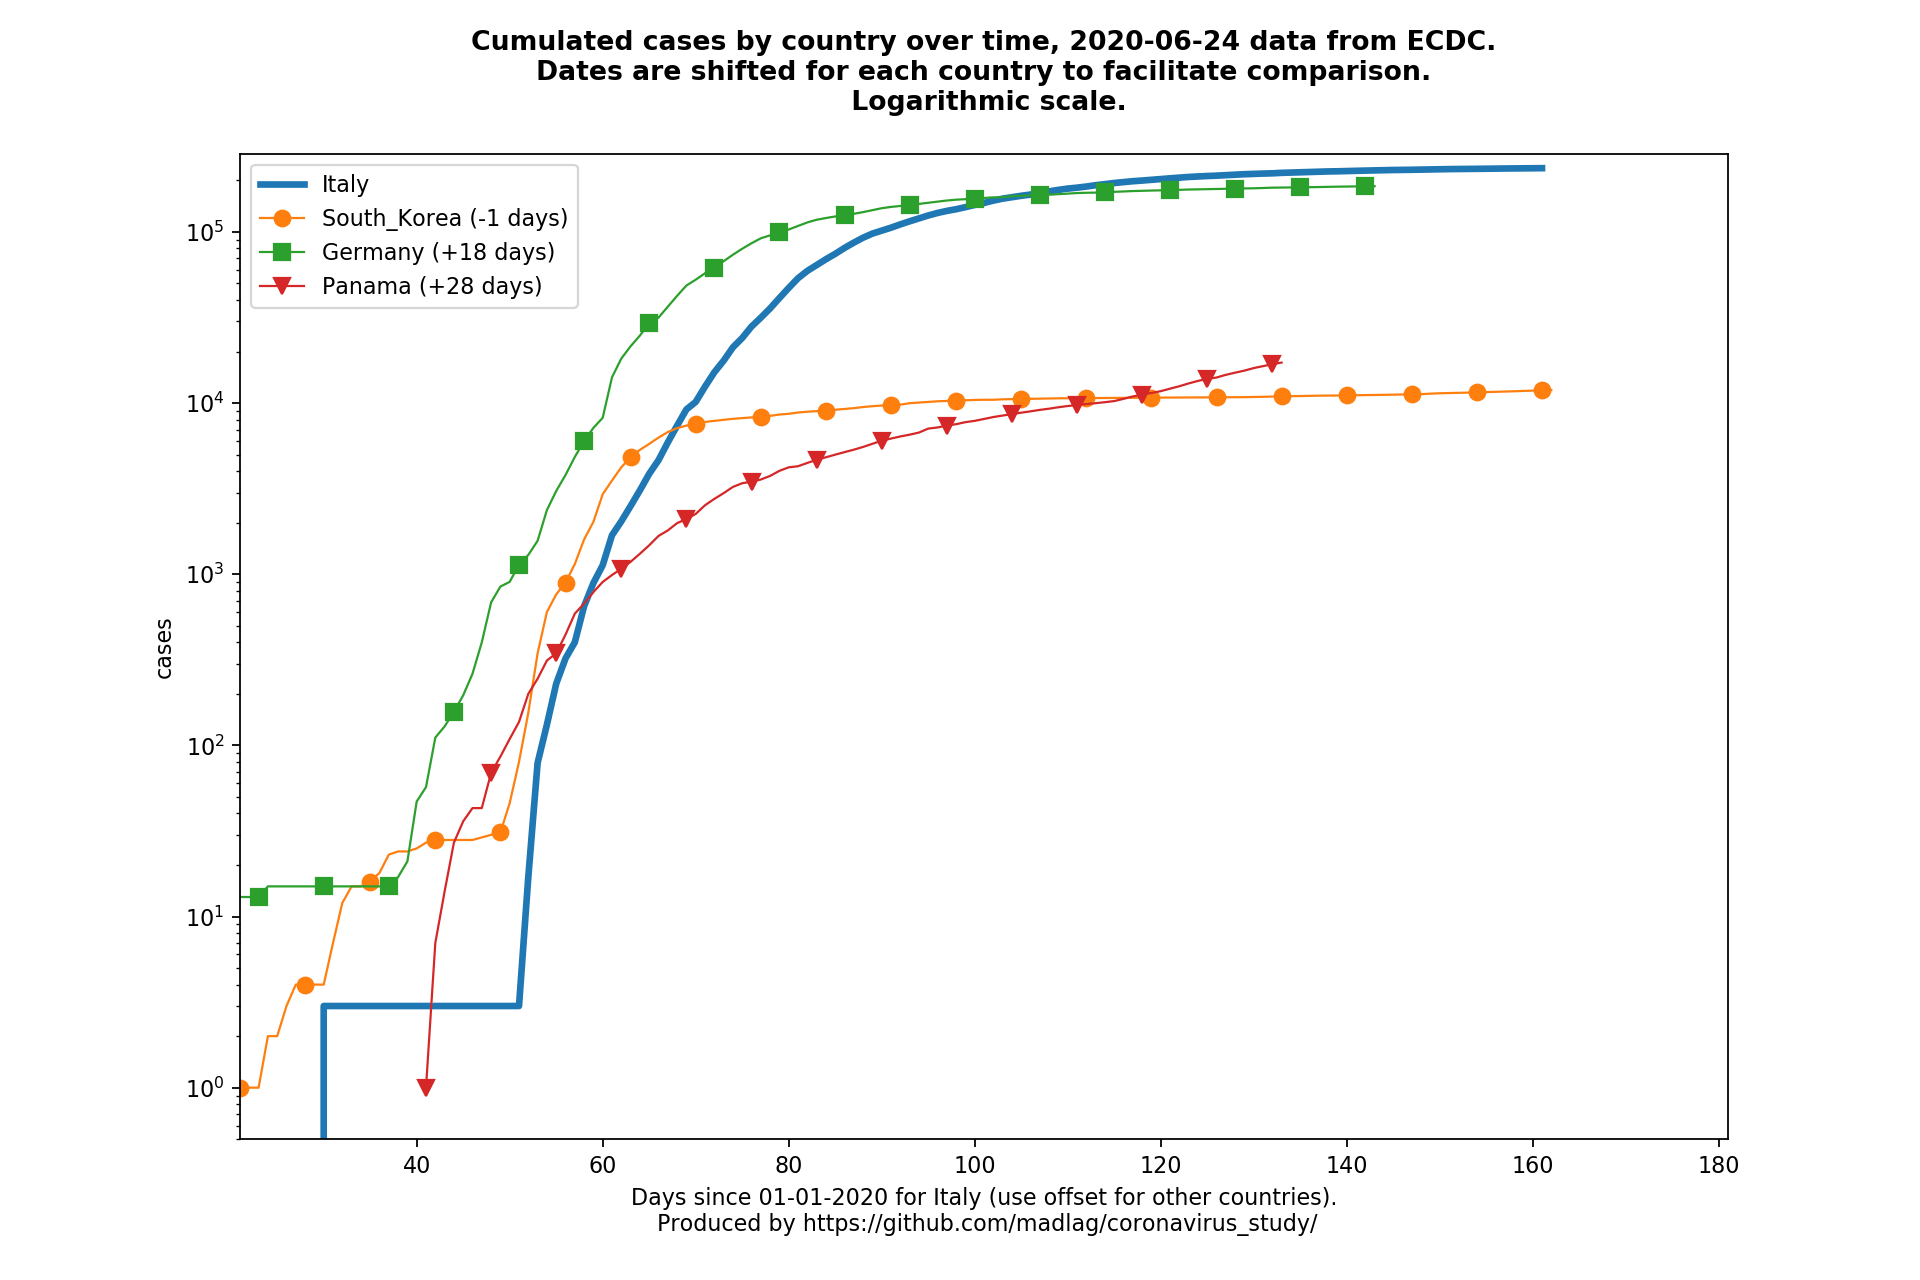 Cumulated cases by country over time, 2020-06-24 data from ECDC.
Dates are shifted for each country to facilitate comparison.
Logarithmic scale.
Italy
South_Korea (-1 days)
Germany (+18 days)
Panama (+28 days)
10^5
10^4
10^3
10^2
10^1
10^0
cases
40 60 80 100 120 140 160 180
Days since 01-01-2020 for Italy (use offset for other countries).
Produced by https://github.com/madlag/coronavirus_study/